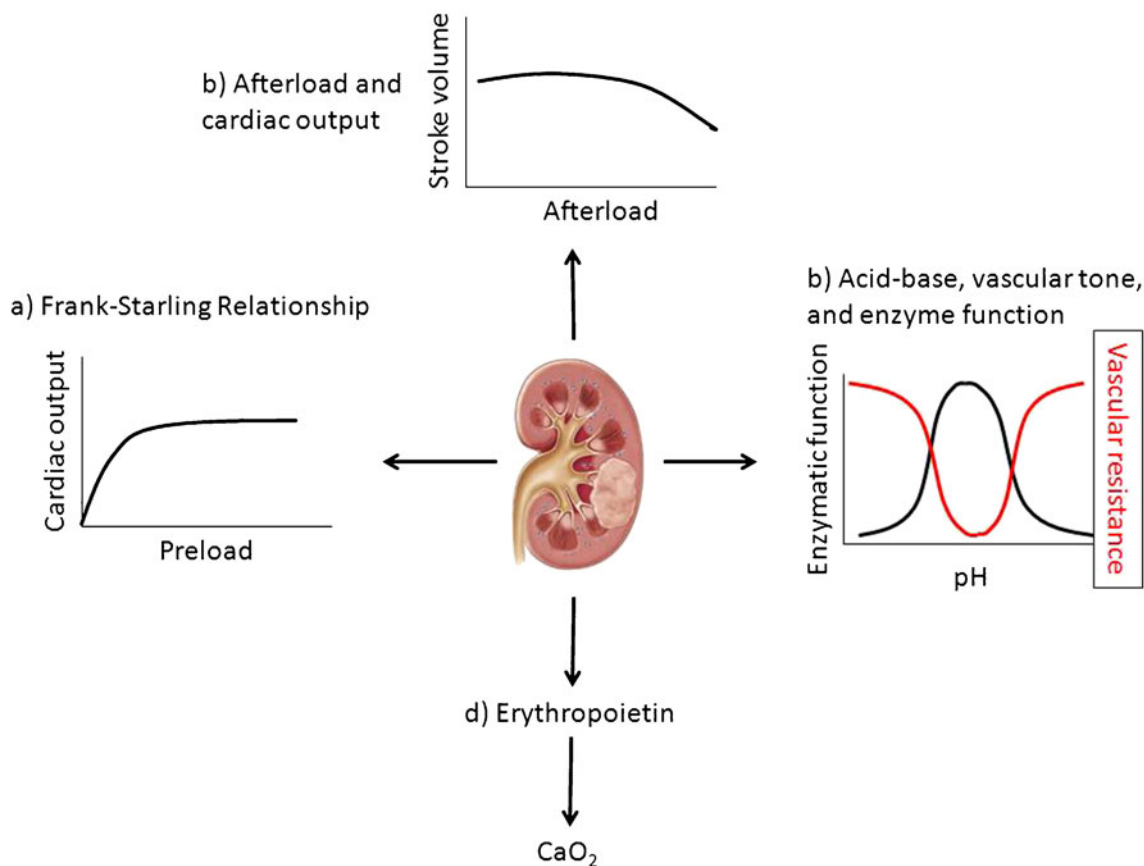 b) Afterload and
cardiac output
Stroke volume
Afterload
a) Frank-Starling Relationship
Cardiac output
Preload
b) Acid-base, vascular tone,
and enzyme function
Enzymatic function
pH
Vascular resistance
d) Erythropoietin
CaO₂